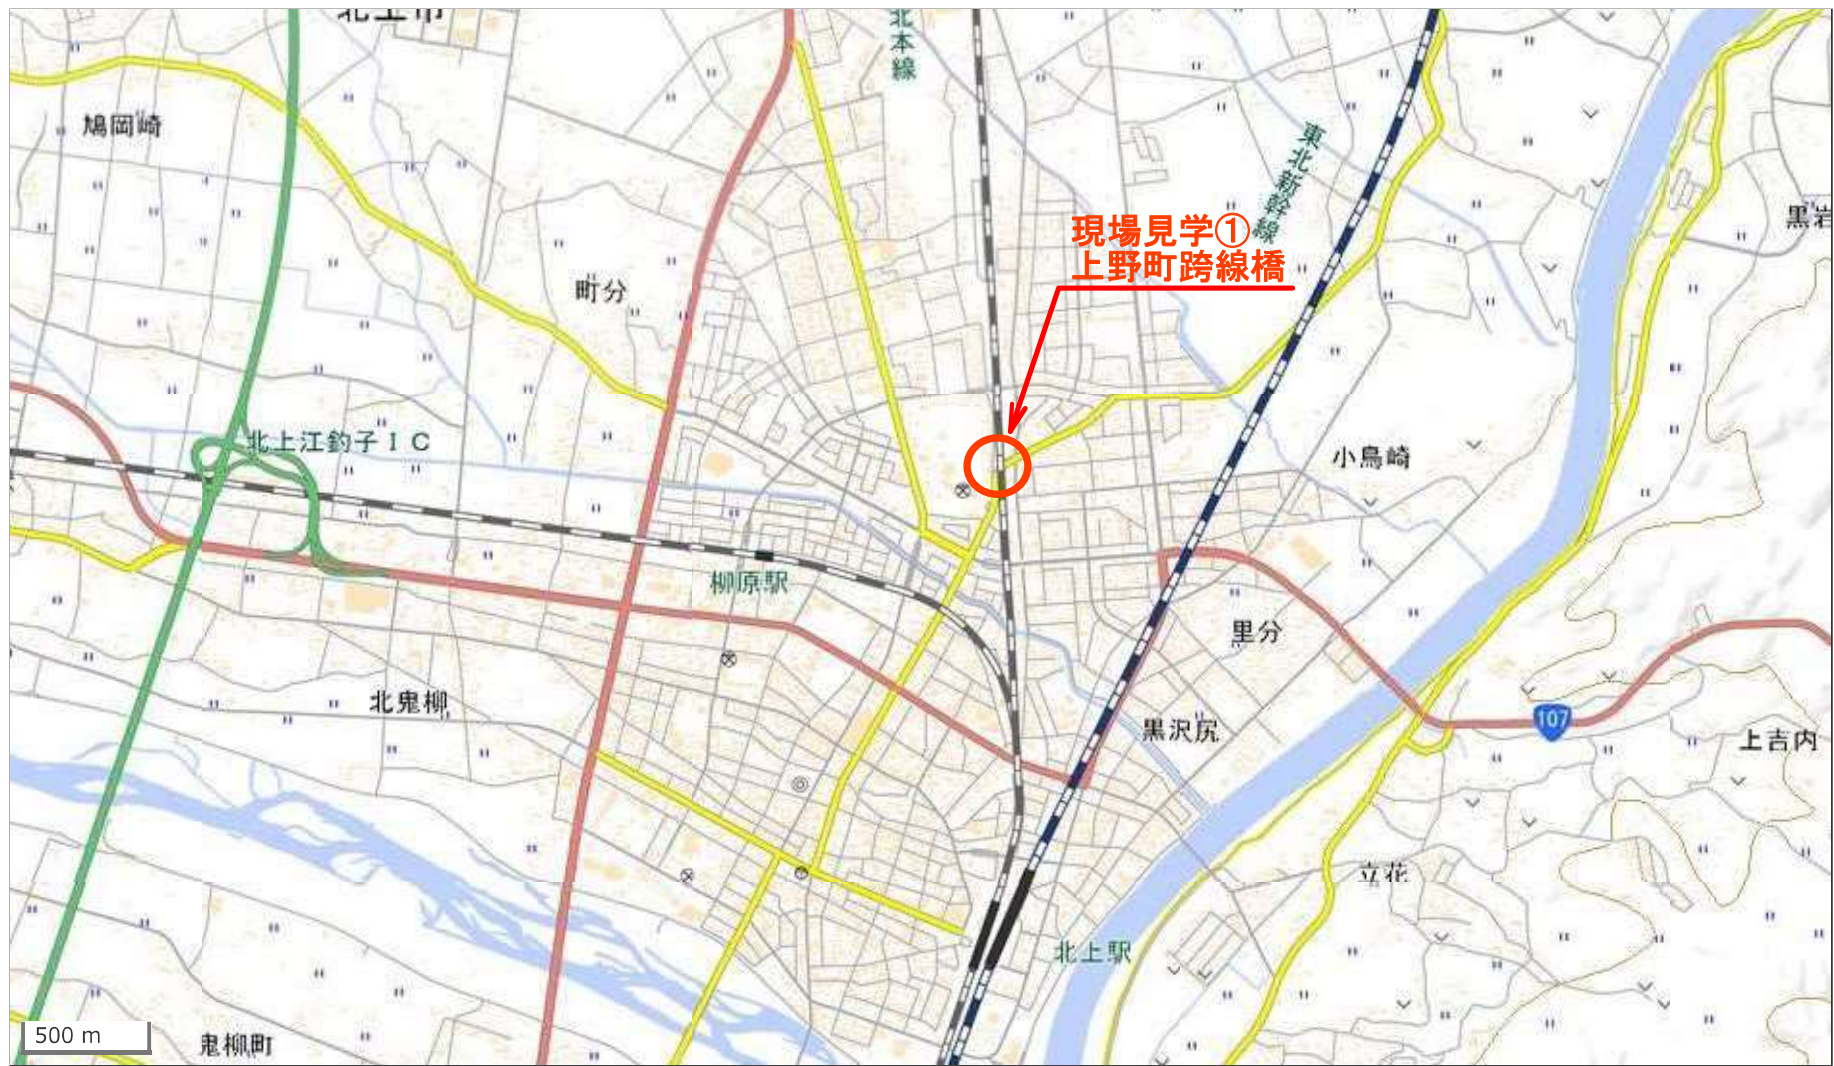 北上市
北本線
鳩岡崎
東北新幹線
黒岩
現場見学①
上野町跨線橋
町分
北上江釣子IC
小鳥崎
柳原駅
里分
北鬼柳
黒沢尻
107
上吉内
立花
北上駅
500 m
鬼柳町